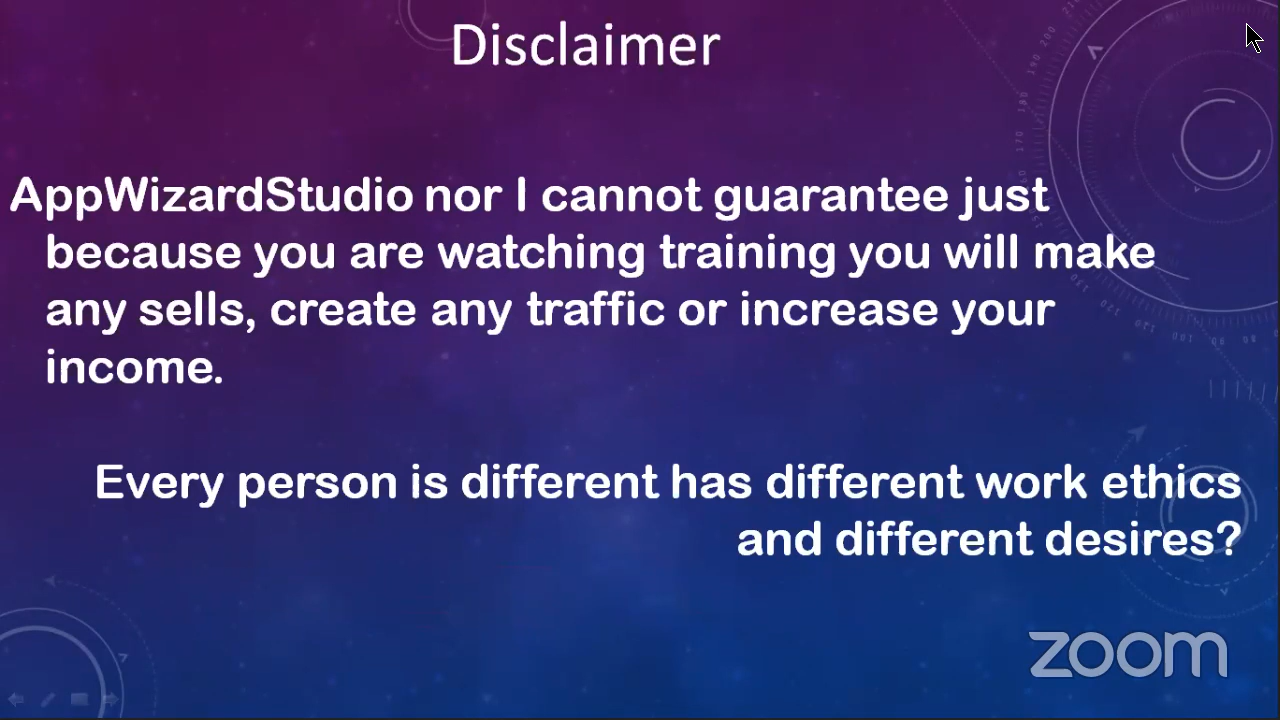 Disclaimer
AppWizardStudio nor I cannot guarantee just
because you are watching training you will make
any sells, create any traffic or increase your
income.
Every person is different has different work ethics
and different desires?
zoom